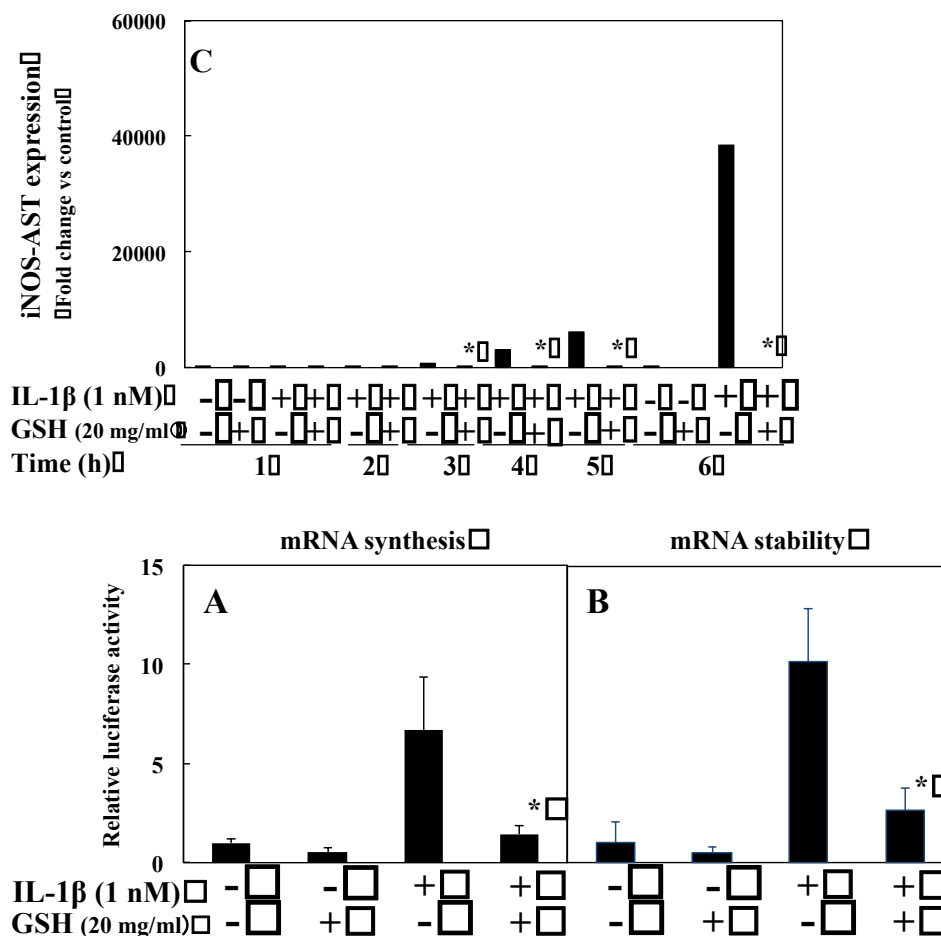 60000
C
40000
20000
0
iNOS-AST expression
Fold change vs control
* * * *
IL-1β (1 nM) - - + + + + + + + + + + - - + +
GSH (20 mg/ml) - + - + - + - + - + - + - + - +
Time (h) 1 2 3 4 5 6
mRNA synthesis mRNA stability
15
A B
10
5
0
Relative luciferase activity
* *
IL-1β (1 nM) - - + + - - + +
GSH (20 mg/ml) - + - + - + - +